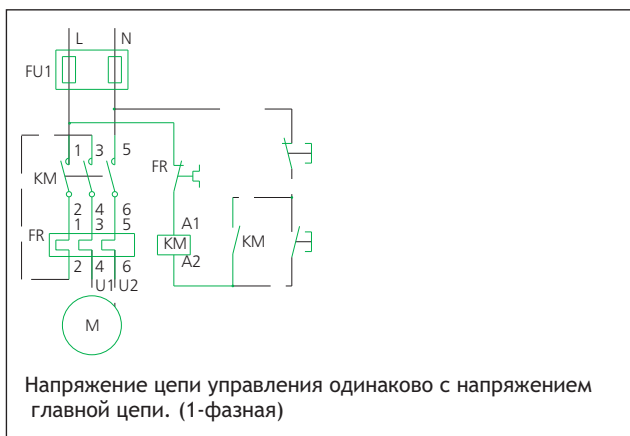 L N
FU1
1 3 5
FR
KM
2 4 6
1 3 5
A1
FR
KM
KM
A2
2 4 6
U1 U2
M
Напряжение цепи управления одинаково с напряжением
главной цепи. (1-фазная)